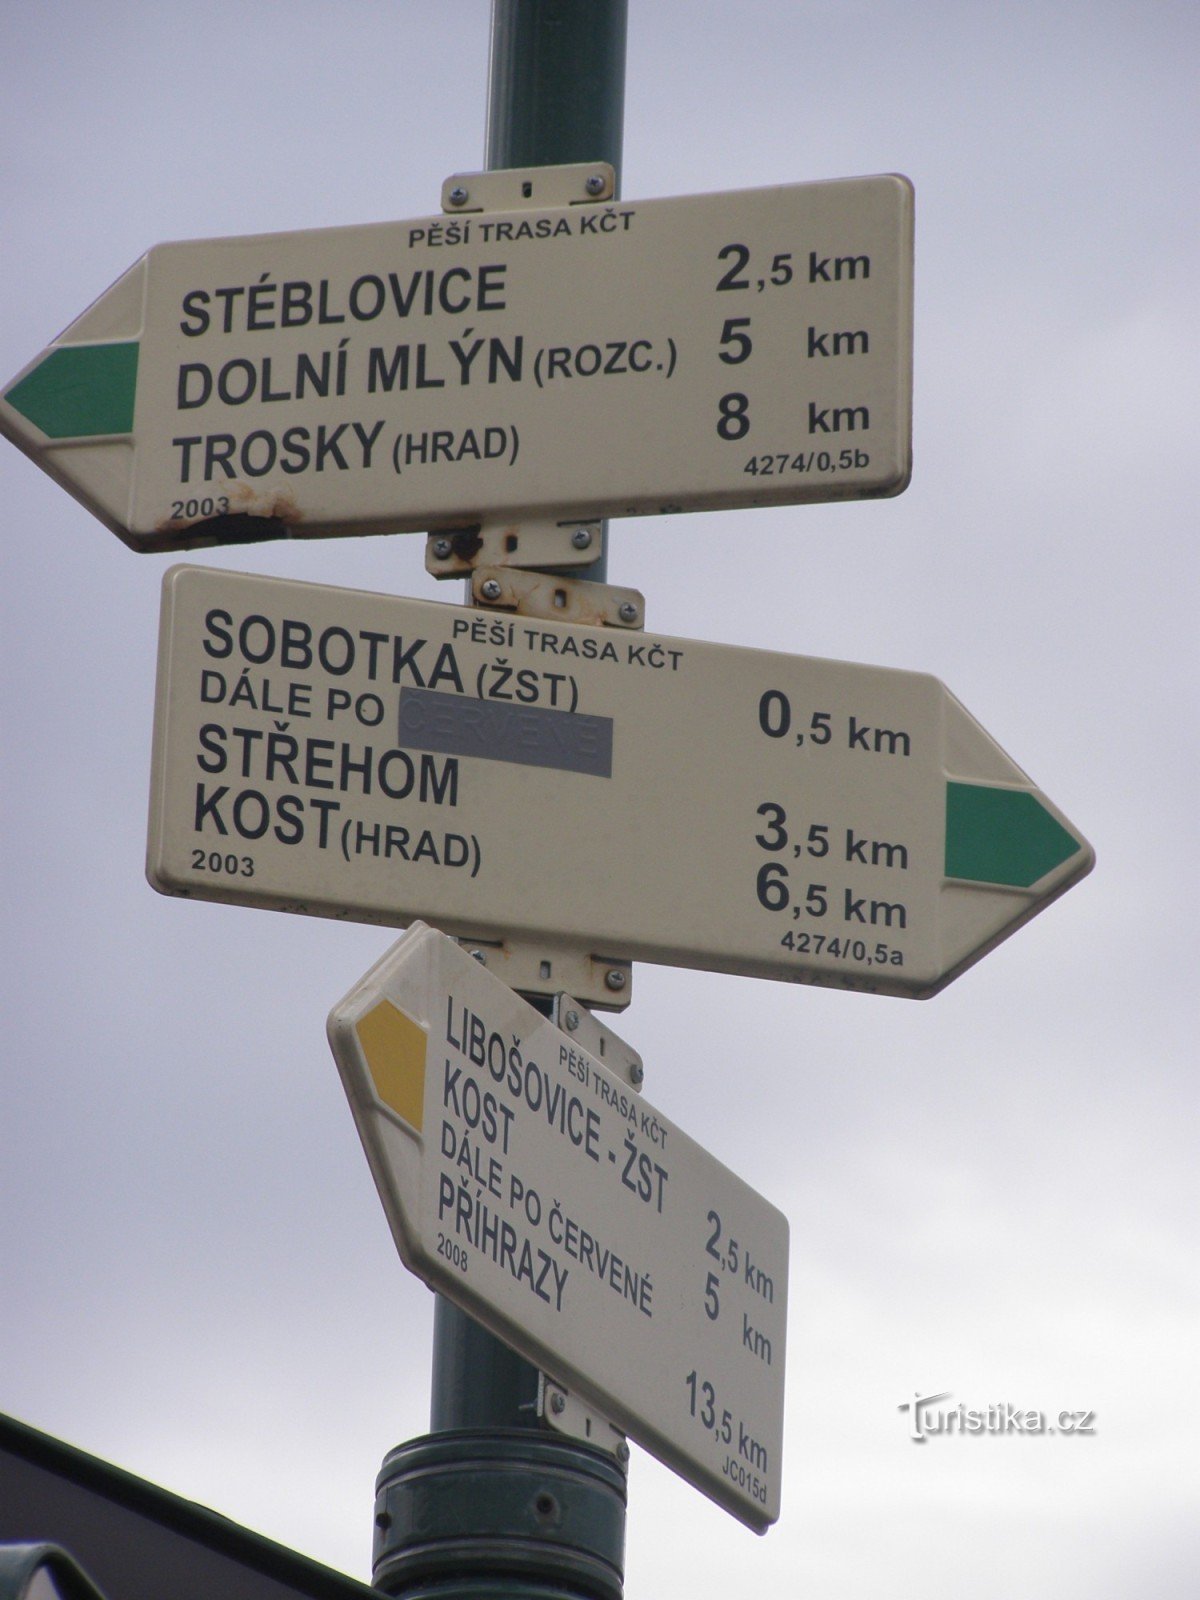 PĚŠÍ TRASA KČT
STÉBLOVICE 2,5 km
DOLNÍ MLÝN (ROZC.) 5 km
TROSKY (HRAD) 8 km
2003 4274/0,5b
PĚŠÍ TRASA KČT
SOBOTKA (ŽST) 0,5 km
DÁLE PO ČERVENÉ
STŘEHOM 3,5 km
KOST (HRAD) 6,5 km
2003 4274/0,5a
PĚŠÍ TRASA KČT
LIBOŠOVICE - ŽST 2,5 km
KOST 5 km
DÁLE PO ČERVENÉ
PŘÍHRAZY 13,5 km
2008 JC015d
Turistika.cz